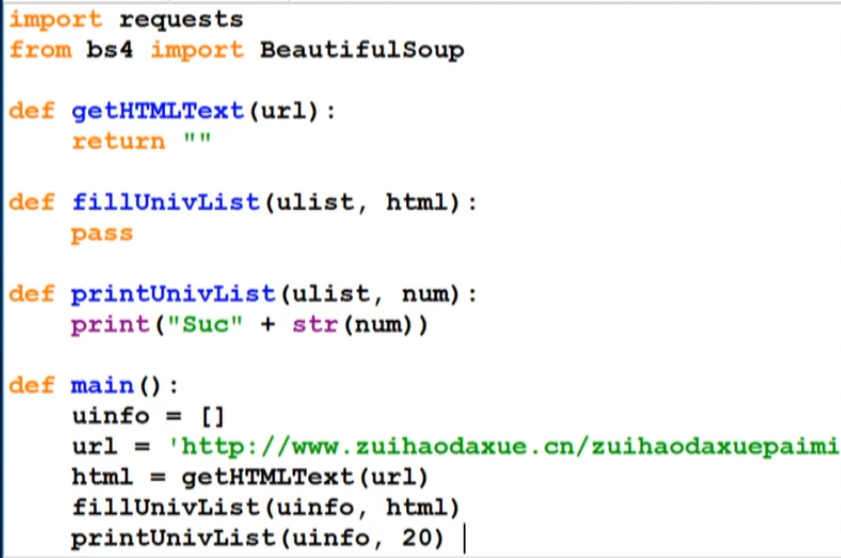 import requests
from bs4 import BeautifulSoup
def getHTMLText(url):
    return ""
def fillUnivList(ulist, html):
    pass
def printUnivList(ulist, num):
    print("Suc" + str(num))
def main():
    uinfo = []
    url = 'http://www.zuihaodaxue.cn/zuihaodaxuepaimi
    html = getHTMLText(url)
    fillUnivList(uinfo, html)
    printUnivList(uinfo, 20)